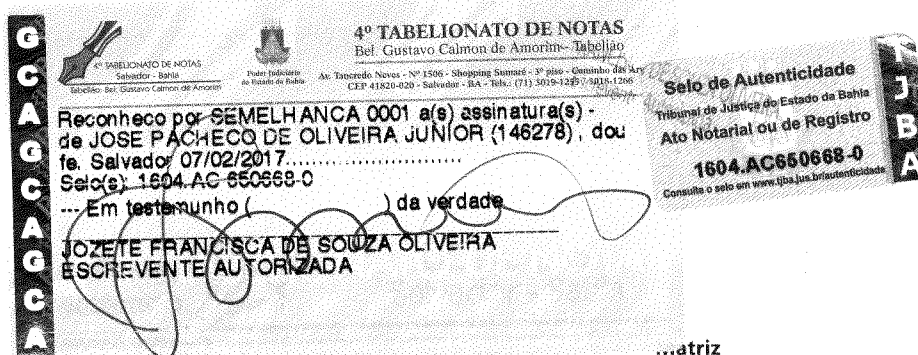 GCAGCAGCA
4º TABELIONATO DE NOTAS
Salvador - Bahia
Tabelião: Bel. Gustavo Calmon de Amorim
Poder Judiciário
do Estado da Bahia
4º TABELIONATO DE NOTAS
Bel. Gustavo Calmon de Amorim - Tabelião
Av. Tancredo Neves - Nº 1506 - Shopping Sumaré - 3º piso - Caminho das
CEP 41820-020 - Salvador - BA - Tels.: (71) 3019-1215 / 3018-1266
Reconheco por SEMELHANCA 0001 a(s) assinatura(s) -
de JOSE PACHECO DE OLIVEIRA JUNIOR (146278), dou
fe. Salvador 07/02/2017..........................
Selo(s): 1604.AC 650668-0
--- Em testemunho ( ) da verdade
JOZETE FRANCISCA DE SOUZA OLIVEIRA
ESCREVENTE AUTORIZADA
Selo de Autenticidade
Tribunal de Justiça do Estado da Bahia
Ato Notarial ou de Registro
1604.AC650668-0
Consulte o selo em www.tjba.jus.br/autenticidade
TJBA
atriz